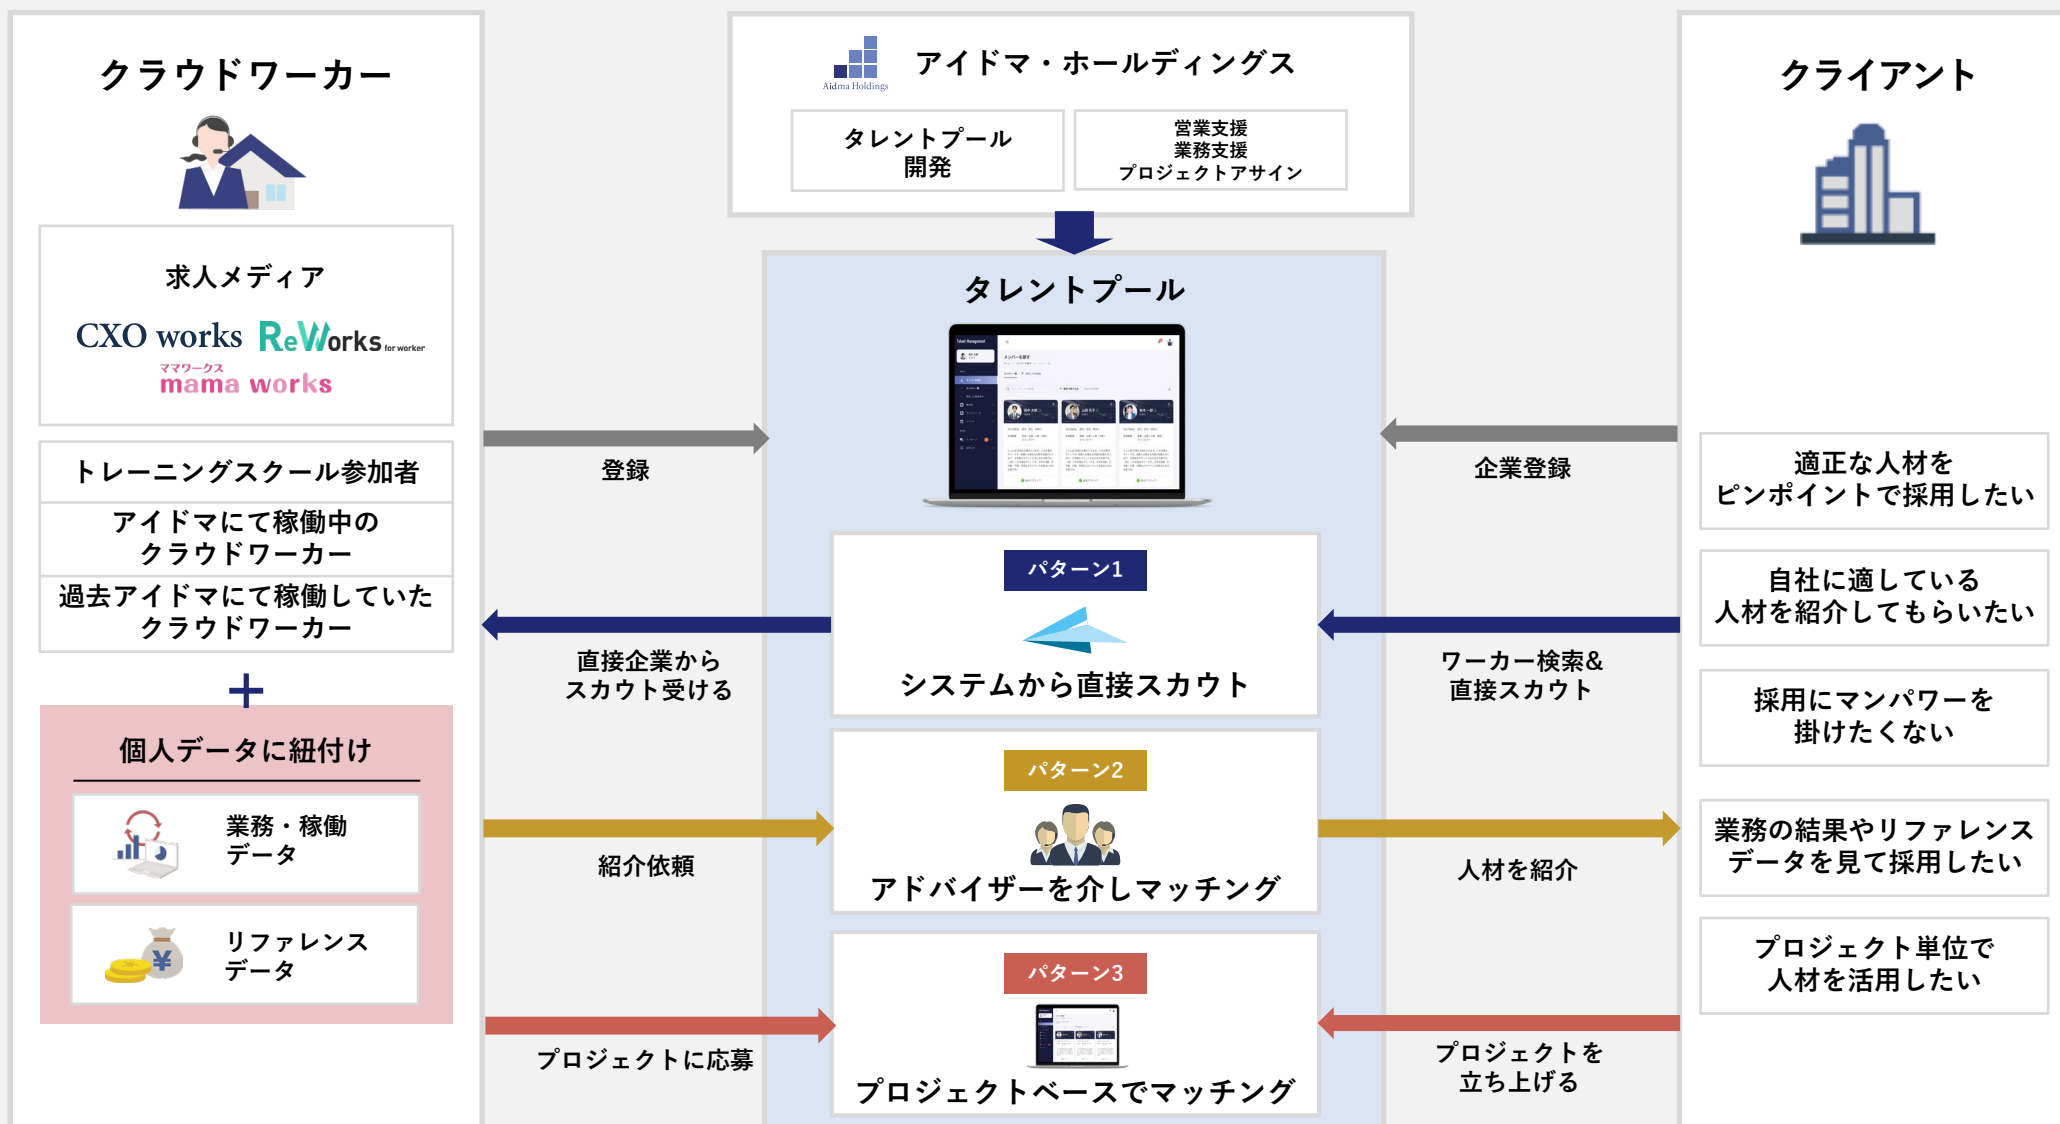 クラウドワーカー
求人メディア
CXO works
ReWorks for worker
ママワークス
mama works
トレーニングスクール参加者
アイドマにて稼働中の
クラウドワーカー
過去アイドマにて稼働していた
クラウドワーカー
+
個人データに紐付け
業務・稼働
データ
リファレンス
データ
¥
登録
直接企業から
スカウト受ける
紹介依頼
プロジェクトに応募
Aidma Holdings
アイドマ・ホールディングス
タレントプール
開発
営業支援
業務支援
プロジェクトアサイン
タレントプール
Talent Management
メンバーを探す
パターン1
システムから直接スカウト
パターン2
アドバイザーを介しマッチング
パターン3
プロジェクトベースでマッチング
企業登録
ワーカー検索&
直接スカウト
人材を紹介
プロジェクトを
立ち上げる
クライアント
適正な人材を
ピンポイントで採用したい
自社に適している
人材を紹介してもらいたい
採用にマンパワーを
掛けたくない
業務の結果やリファレンス
データを見て採用したい
プロジェクト単位で
人材を活用したい